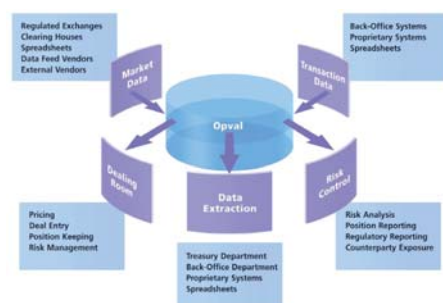 Regulated Exchanges
Clearing Houses
Spreadsheets
Data Feed Vendors
External Vendors
Back-Office Systems
Proprietary Systems
Spreadsheets
Market
Data
Transaction
Data
Opval
Dealing
Room
Data
Extraction
Risk
Control
Pricing
Deal Entry
Position Keeping
Risk Management
Treasury Department
Back-Office Department
Proprietary Systems
Spreadsheets
Risk Analysis
Position Reporting
Regulatory Reporting
Counterparty Exposure